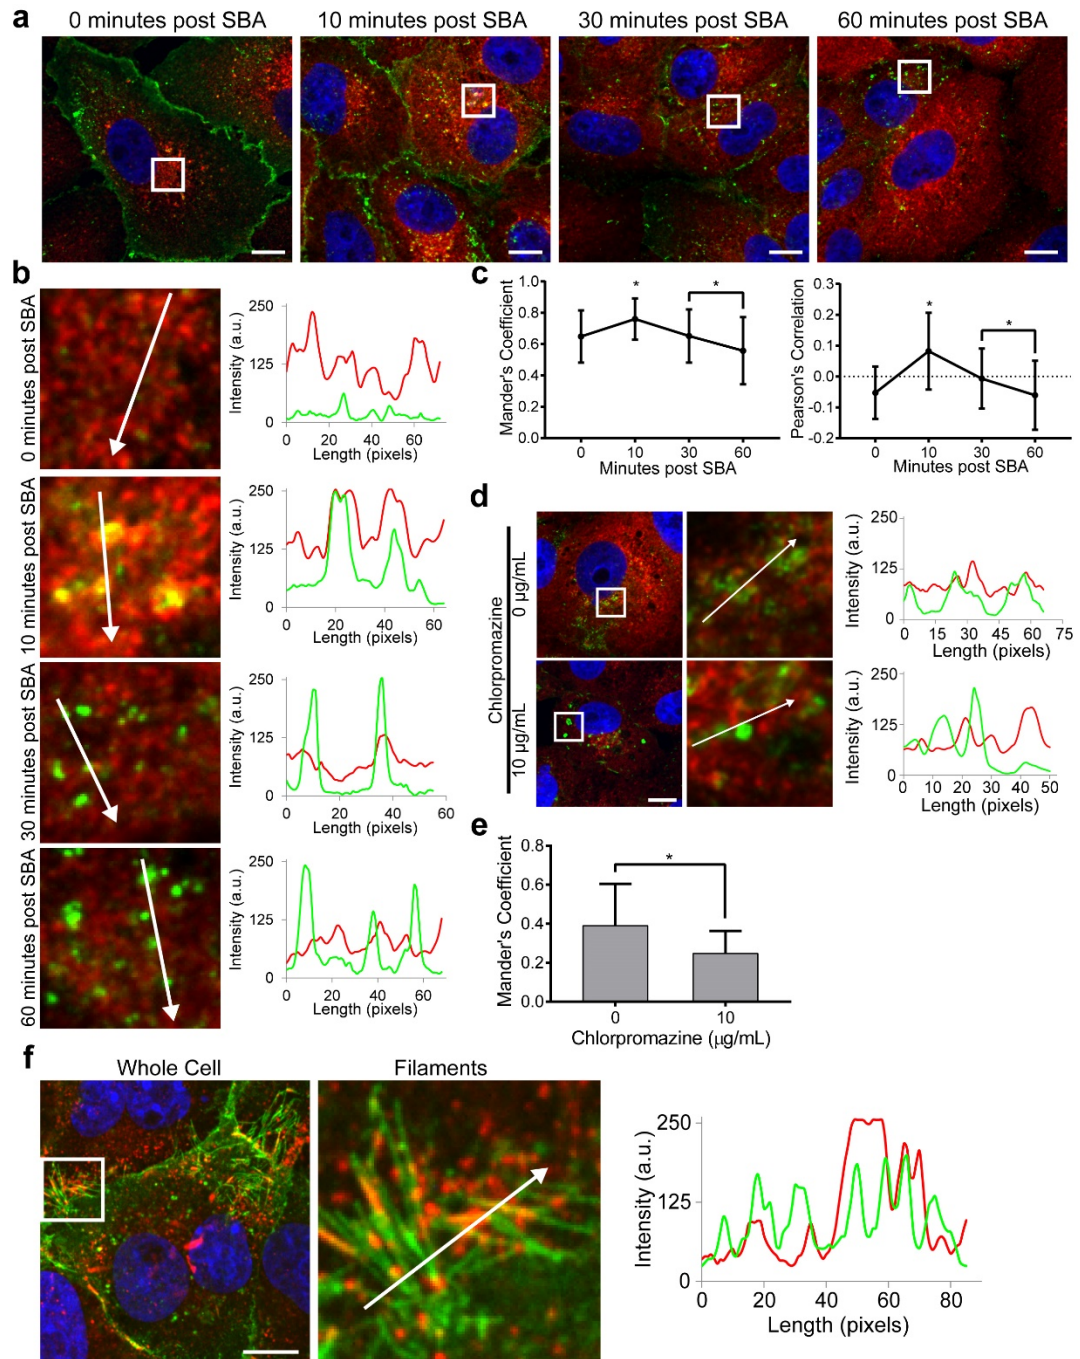 a
0 minutes post SBA
10 minutes post SBA
30 minutes post SBA
60 minutes post SBA
b
0 minutes post SBA
Intensity (a.u.)
250
125
0
0 20 40 60
Length (pixels)
10 minutes post SBA
Intensity (a.u.)
250
125
0
0 20 40 60
Length (pixels)
30 minutes post SBA
Intensity (a.u.)
250
125
0
0 15 30 45 60
Length (pixels)
60 minutes post SBA
Intensity (a.u.)
250
125
0
0 20 40 60
Length (pixels)
c
Mander's Coefficient
1.0
0.8
0.6
0.4
0.2
0.0
*
*
0 10 30 60
Minutes post SBA
Pearson's Correlation
0.3
0.2
0.1
0.0
-0.1
-0.2
*
*
0 10 30 60
Minutes post SBA
d
Chlorpromazine
0 µg/mL
10 µg/mL
Intensity (a.u.)
250
125
0
0 15 30 45 60 75
Length (pixels)
Intensity (a.u.)
250
125
0
0 10 20 30 40 50
Length (pixels)
e
Mander's Coefficient
0.8
0.6
0.4
0.2
0.0
*
0 10
Chlorpromazine (µg/mL)
f
Whole Cell
Filaments
Intensity (a.u.)
250
125
0
0 20 40 60 80
Length (pixels)